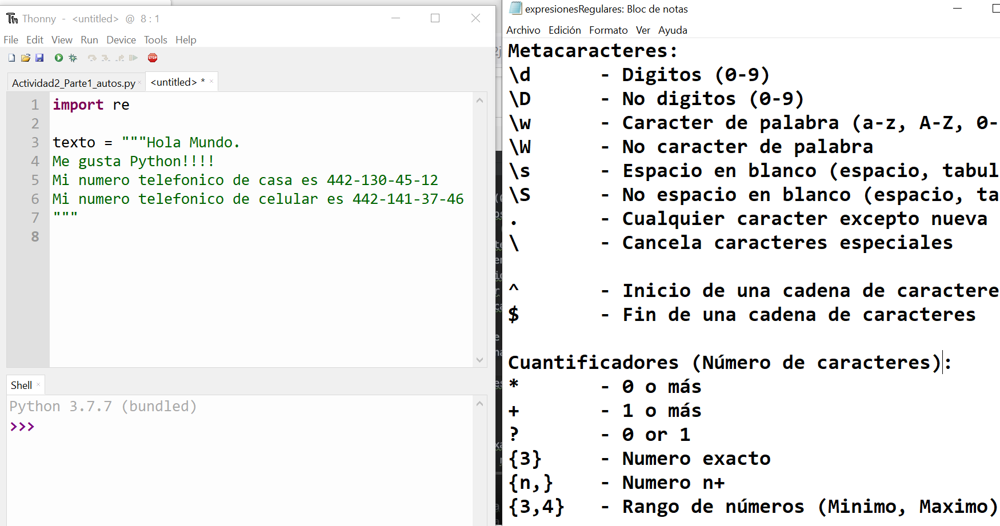 Thonny - <untitled> @ 8 : 1
File Edit View Run Device Tools Help
STOP
Actividad2_Parte1_autos.py × <untitled> * ×
1 import re
2
3 texto = """Hola Mundo.
4 Me gusta Python!!!!
5 Mi numero telefonico de casa es 442-130-45-12
6 Mi numero telefonico de celular es 442-141-37-46
7 """
8
Shell ×
Python 3.7.7 (bundled)
>>>
expresionesRegulares: Bloc de notas
Archivo Edición Formato Ver Ayuda
Metacaracteres:
\d - Digitos (0-9)
\D - No digitos (0-9)
\w - Caracter de palabra (a-z, A-Z, 0-
\W - No caracter de palabra
\s - Espacio en blanco (espacio, tabul
\S - No espacio en blanco (espacio, ta
. - Cualquier caracter excepto nueva
\ - Cancela caracteres especiales
^ - Inicio de una cadena de caractere
$ - Fin de una cadena de caracteres
Cuantificadores (Número de caracteres):
* - 0 o más
+ - 1 o más
? - 0 or 1
{3} - Numero exacto
{n,} - Numero n+
{3,4} - Rango de números (Minimo, Maximo)